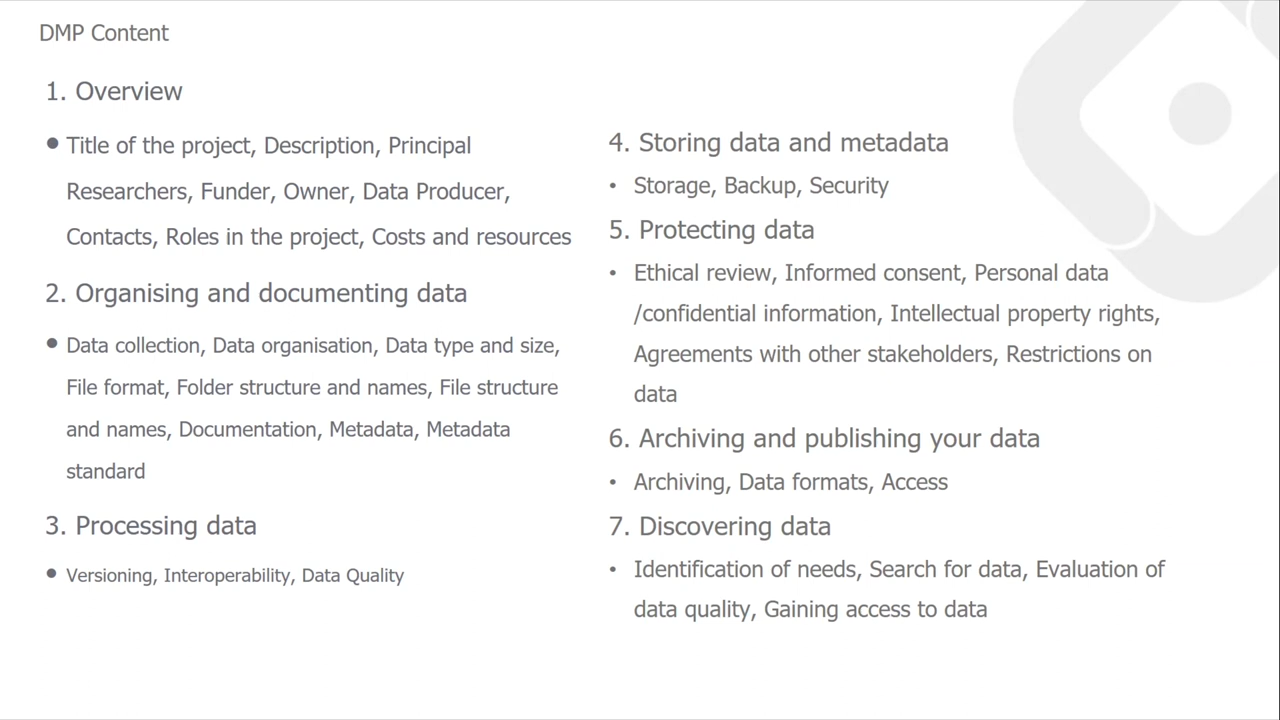 DMP Content
1. Overview
• Title of the project, Description, Principal
Researchers, Funder, Owner, Data Producer,
Contacts, Roles in the project, Costs and resources
2. Organising and documenting data
• Data collection, Data organisation, Data type and size,
File format, Folder structure and names, File structure
and names, Documentation, Metadata, Metadata
standard
3. Processing data
• Versioning, Interoperability, Data Quality
4. Storing data and metadata
• Storage, Backup, Security
5. Protecting data
• Ethical review, Informed consent, Personal data
/confidential information, Intellectual property rights,
Agreements with other stakeholders, Restrictions on
data
6. Archiving and publishing your data
• Archiving, Data formats, Access
7. Discovering data
• Identification of needs, Search for data, Evaluation of
data quality, Gaining access to data